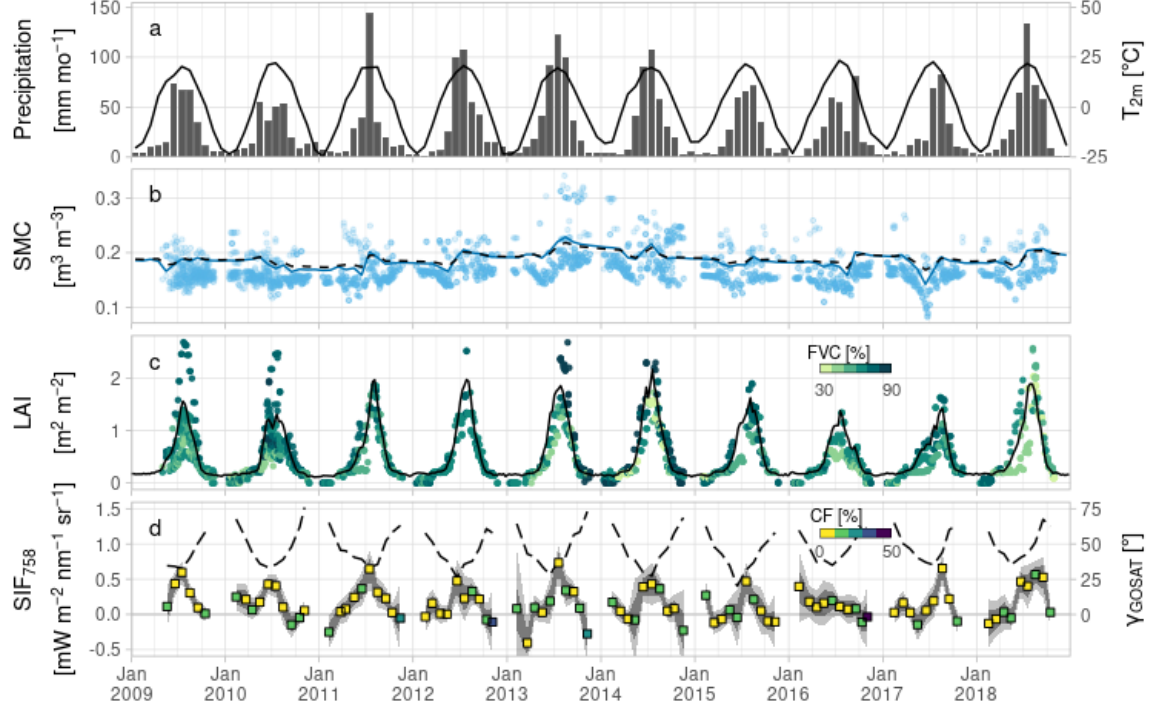 a
Precipitation
[mm mo⁻¹]
150
100
50
0
50
25
0
-25
T₂ₘ [°C]
b
SMC
[m³ m⁻³]
0.3
0.2
0.1
c
LAI
[m² m⁻²]
2
1
0
FVC [%]
30 90
d
SIF₇₅₈
[mW m⁻² nm⁻¹ sr⁻¹]
1.5
1.0
0.5
0.0
-0.5
CF [%]
0 50
75
50
25
0
γGOSAT [°]
Jan Jan Jan Jan Jan Jan Jan Jan Jan Jan
2009 2010 2011 2012 2013 2014 2015 2016 2017 2018